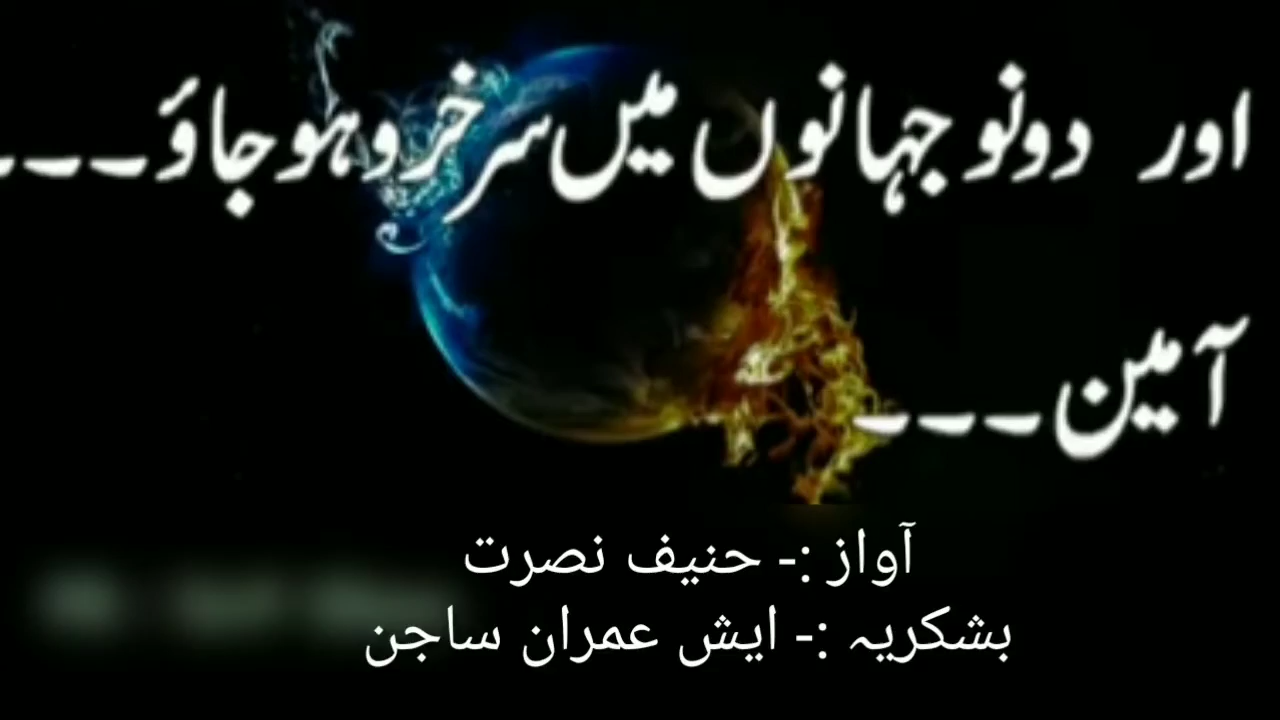 اور دونو جہانوں میں سرخرو ہو جاؤ۔۔۔
آمین۔۔۔
آواز :- حنیف نصرت
بشکریہ :- ایش عمران ساجن